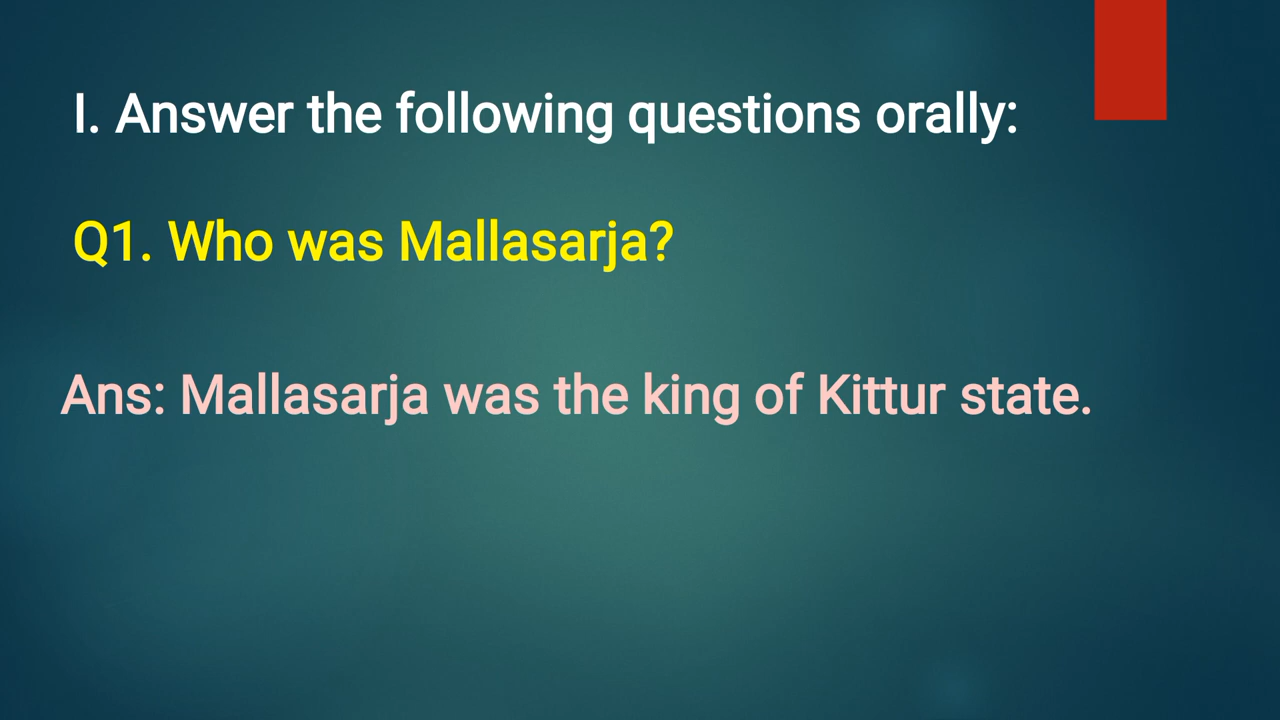 I. Answer the following questions orally:
Q1. Who was Mallasarja?
Ans: Mallasarja was the king of Kittur state.